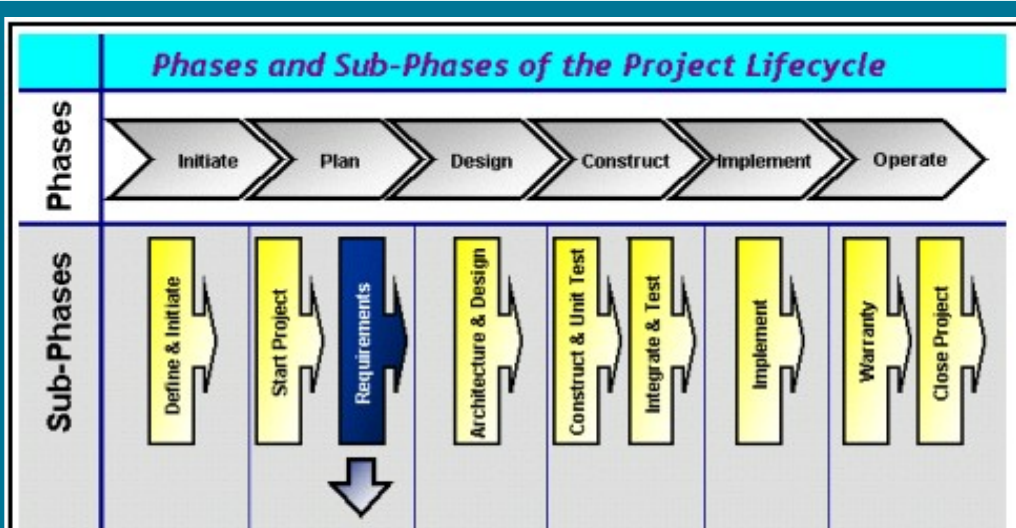 Phases and Sub-Phases of the Project Lifecycle
Phases
Initiate
Plan
Design
Construct
Implement
Operate
Sub-Phases
Define & Initiate
Start Project
Requirements
Architecture & Design
Construct & Unit Test
Integrate & Test
Implement
Warranty
Close Project